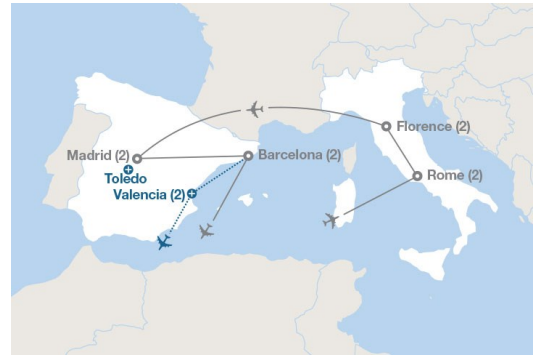 Florence (2)
Madrid (2)
Barcelona (2)
Toledo
Rome (2)
Valencia (2)